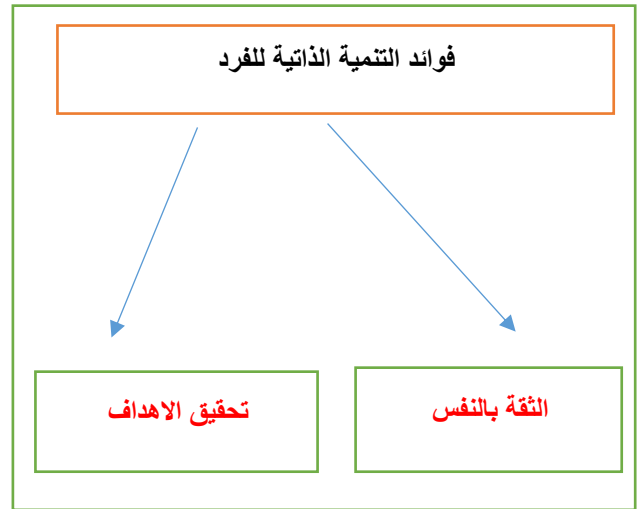 فوائد التنمية الذاتية للفرد
الثقة بالنفس
تحقيق الاهداف